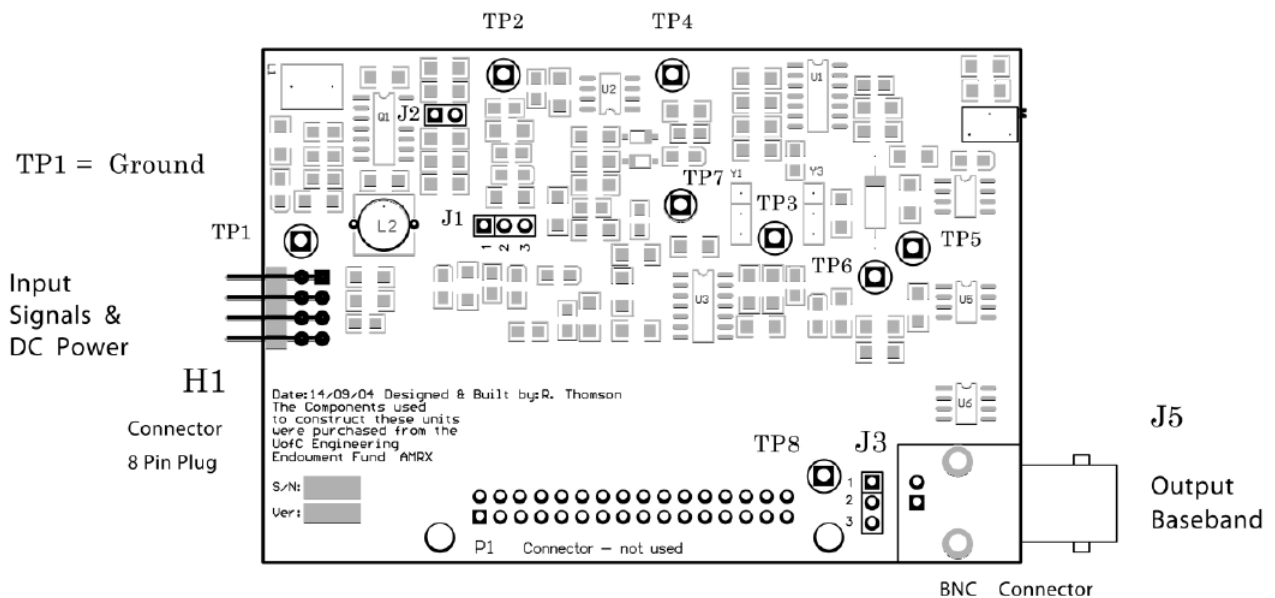 TP2
TP4
U1
U2
Q1
J2
TP1 = Ground
TP7
Y1
Y3
TP3
L2
J1
1 2 3
TP1
TP5
TP6
Input
Signals &
DC Power
U3
U5
H1
Date:14/09/04 Designed & Built by:R. Thomson
The Components used
to construct these units
were purchased from the
UofC Engineering
Endoument Fund AMRX
Connector
8 Pin Plug
U6
J5
TP8
J3
S/N:
Ver:
1
2
3
Output
Baseband
P1 Connector - not used
BNC Connector